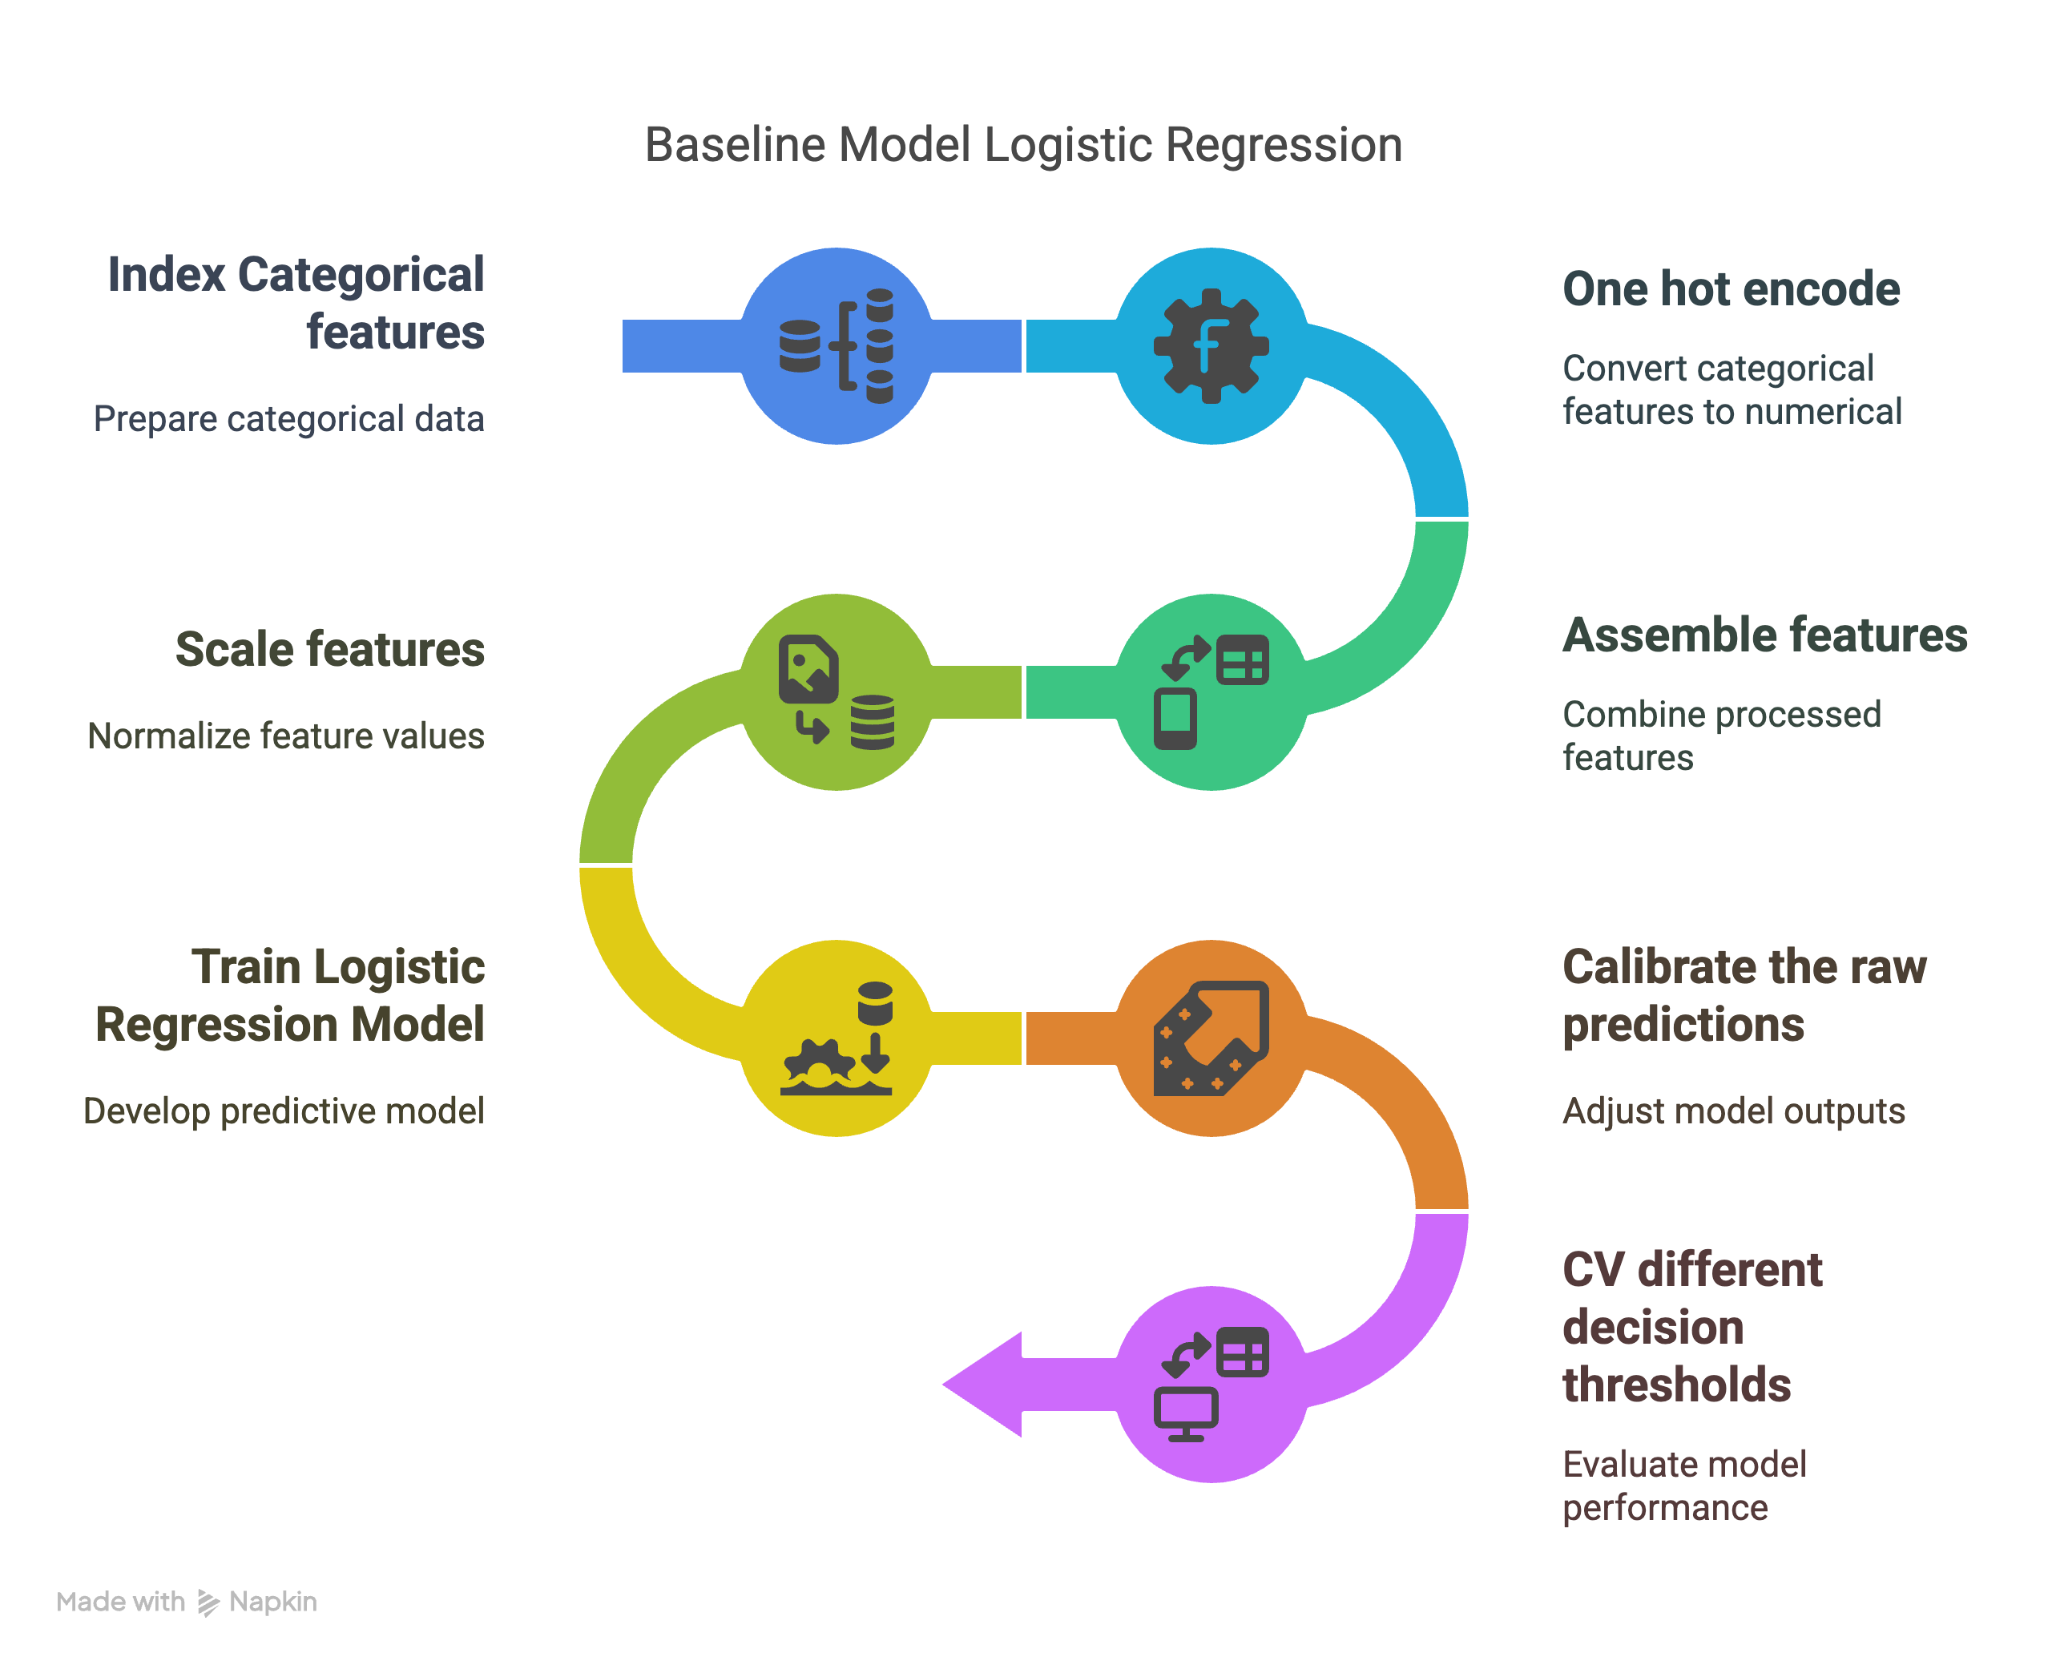 Baseline Model Logistic Regression
Index Categorical
features
Prepare categorical data
One hot encode
Convert categorical
features to numerical
Assemble features
Combine processed
features
Scale features
Normalize feature values
Train Logistic
Regression Model
Develop predictive model
Calibrate the raw
predictions
Adjust model outputs
CV different
decision
thresholds
Evaluate model
performance
Made with Napkin